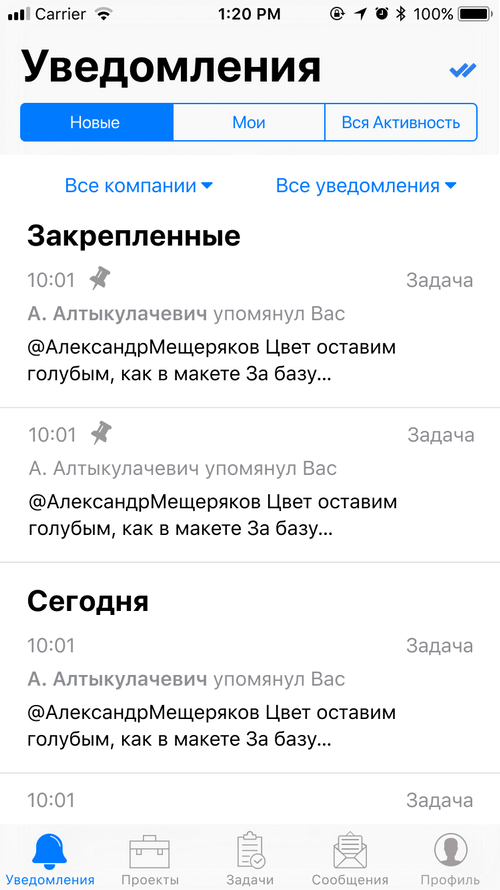 Carrier 1:20 PM 100%
Уведомления
Новые Мои Вся Активность
Все компании Все уведомления
Закрепленные
10:01 Задача
А. Алтыкулачевич упомянул Вас
@АлександрМещеряков Цвет оставим
голубым, как в макете За базу...
10:01 Задача
А. Алтыкулачевич упомянул Вас
@АлександрМещеряков Цвет оставим
голубым, как в макете За базу...
Сегодня
10:01 Задача
А. Алтыкулачевич упомянул Вас
@АлександрМещеряков Цвет оставим
голубым, как в макете За базу...
10:01 Задача
Уведомления Проекты Задачи Сообщения Профиль